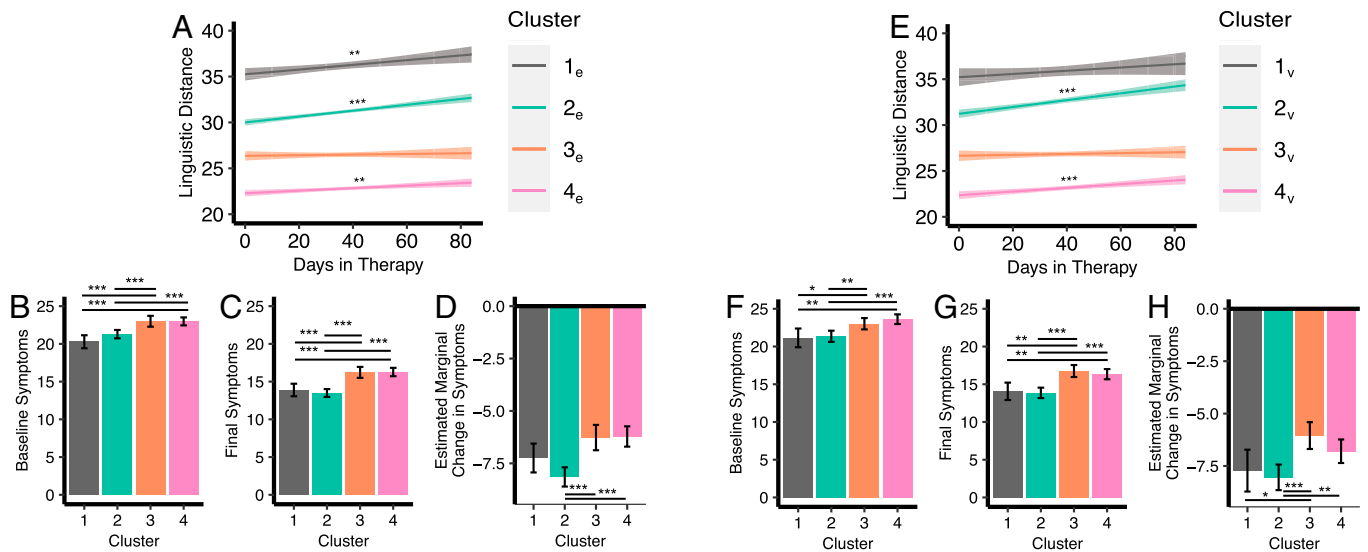 A
Cluster
Linguistic Distance
40
35
30
25
20
**
***
**
0 20 40 60 80
Days in Therapy
1e
2e
3e
4e
E
Cluster
Linguistic Distance
40
35
30
25
20
***
***
0 20 40 60 80
Days in Therapy
1v
2v
3v
4v
B
Baseline Symptoms
25
20
15
10
5
0
***
***
***
***
1 2 3 4
Cluster
C
Final Symptoms
25
20
15
10
5
0
***
***
***
***
1 2 3 4
Cluster
D
Estimated Marginal
Change in Symptoms
0.0
−2.5
−5.0
−7.5
***
***
1 2 3 4
Cluster
F
Baseline Symptoms
25
20
15
10
5
0
**
*
***
**
1 2 3 4
Cluster
G
Final Symptoms
25
20
15
10
5
0
***
**
***
**
1 2 3 4
Cluster
H
Estimated Marginal
Change in Symptoms
0.0
−2.5
−5.0
−7.5
***
**
*
1 2 3 4
Cluster